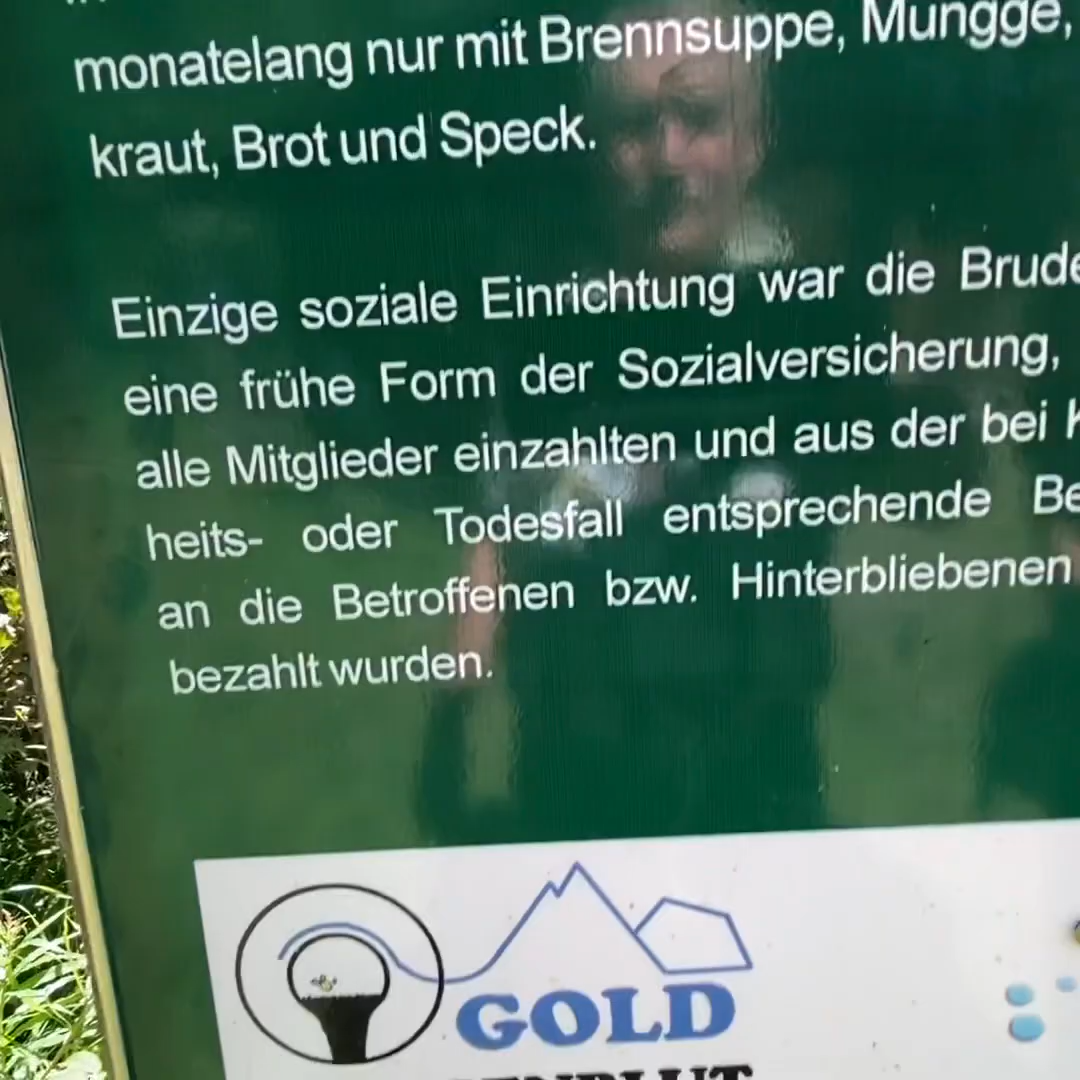 monatelang nur mit Brennsuppe, Mungge,
kraut, Brot und Speck.
Einzige soziale Einrichtung war die
eine frühe Form der Sozialversicherung,
alle Mitglieder einzahlten und aus der bei
heits- oder Todesfall entsprechende
an die Betroffenen bzw. Hinterbliebenen
bezahlt wurden.
GOLD